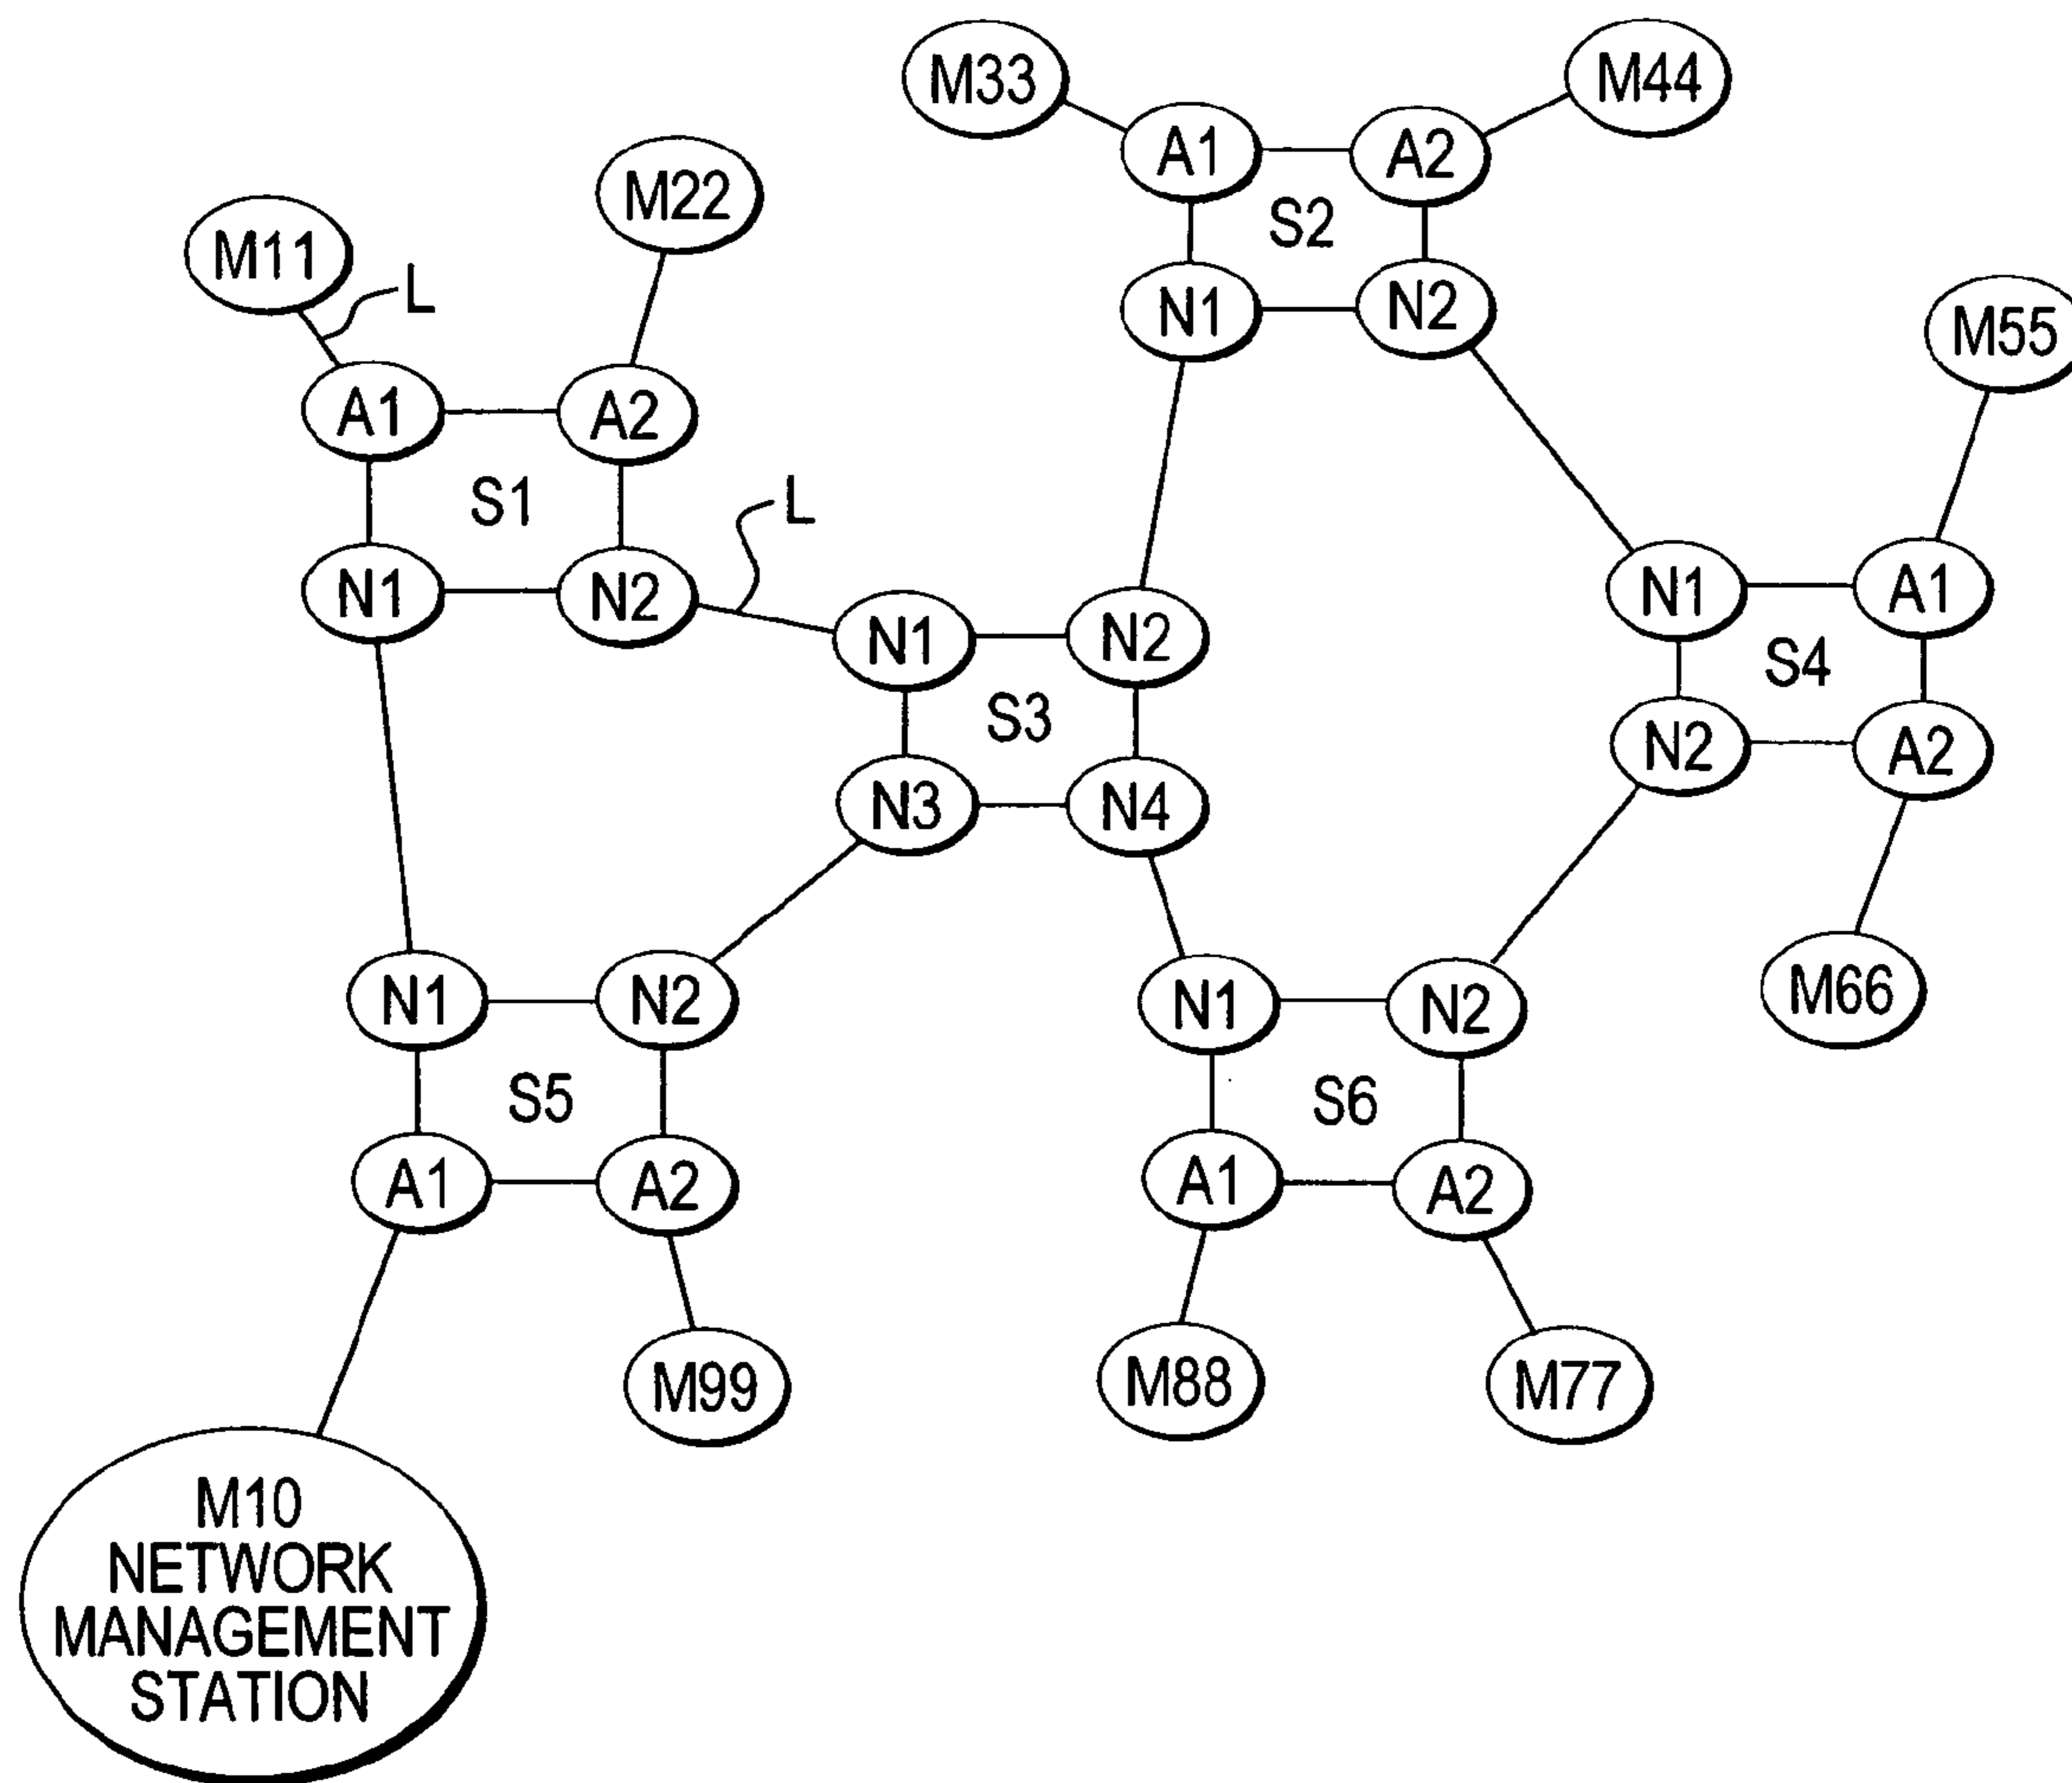 M33
M44
A1
A2
M22
S2
M11
L
N1
N2
M55
A1
A2
S1
L
N1
N2
N1
N2
N1
A1
S3
S4
N3
N4
N2
A2
N1
N2
N1
N2
M66
S5
S6
A1
A2
A1
A2
M99
M88
M77
M10
NETWORK
MANAGEMENT
STATION